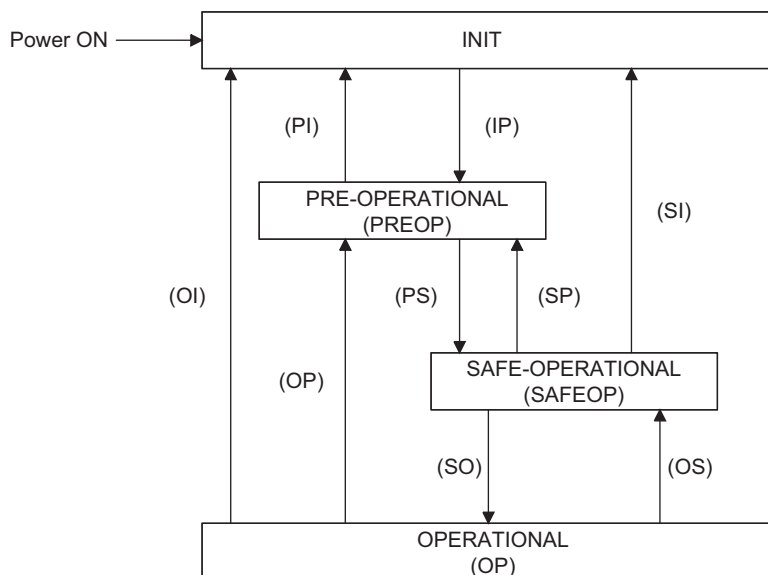 Power ON
INIT
(PI)
(IP)
PRE-OPERATIONAL
(PREOP)
(SI)
(OI)
(PS)
(SP)
SAFE-OPERATIONAL
(SAFEOP)
(OP)
(SO)
(OS)
OPERATIONAL
(OP)